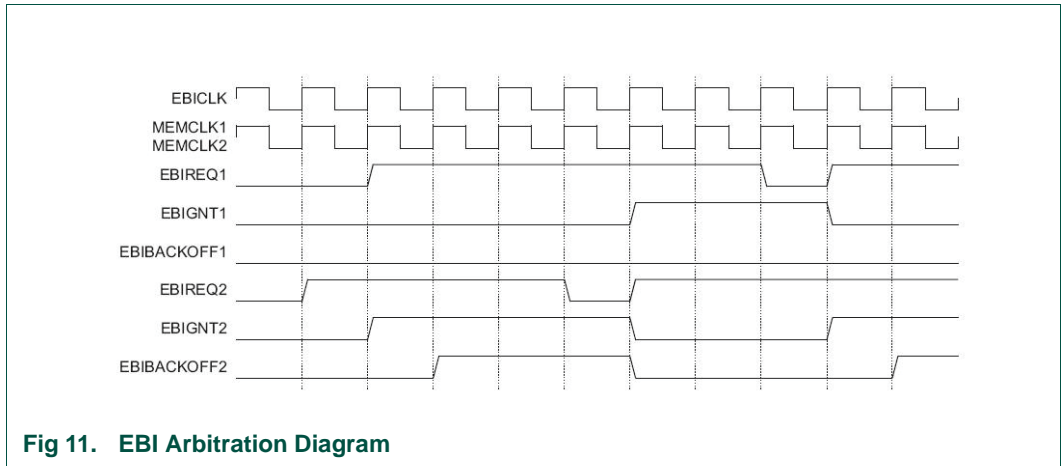 EBICLK
MEMCLK1
MEMCLK2
EBIREQ1
EBIGNT1
EBIBACKOFF1
EBIREQ2
EBIGNT2
EBIBACKOFF2
Fig 11. EBI Arbitration Diagram